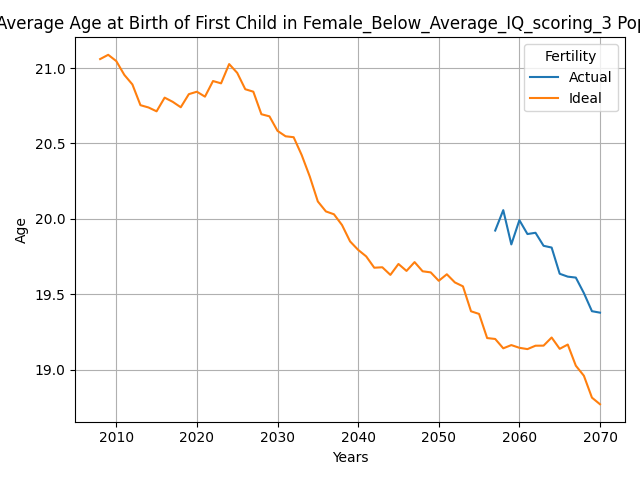 Average Age at Birth of First Child in Female_Below_Average_IQ_scoring_3 Pop
Fertility
Actual
Ideal
21.0
20.5
20.0
19.5
19.0
Age
2010 2020 2030 2040 2050 2060 2070
Years